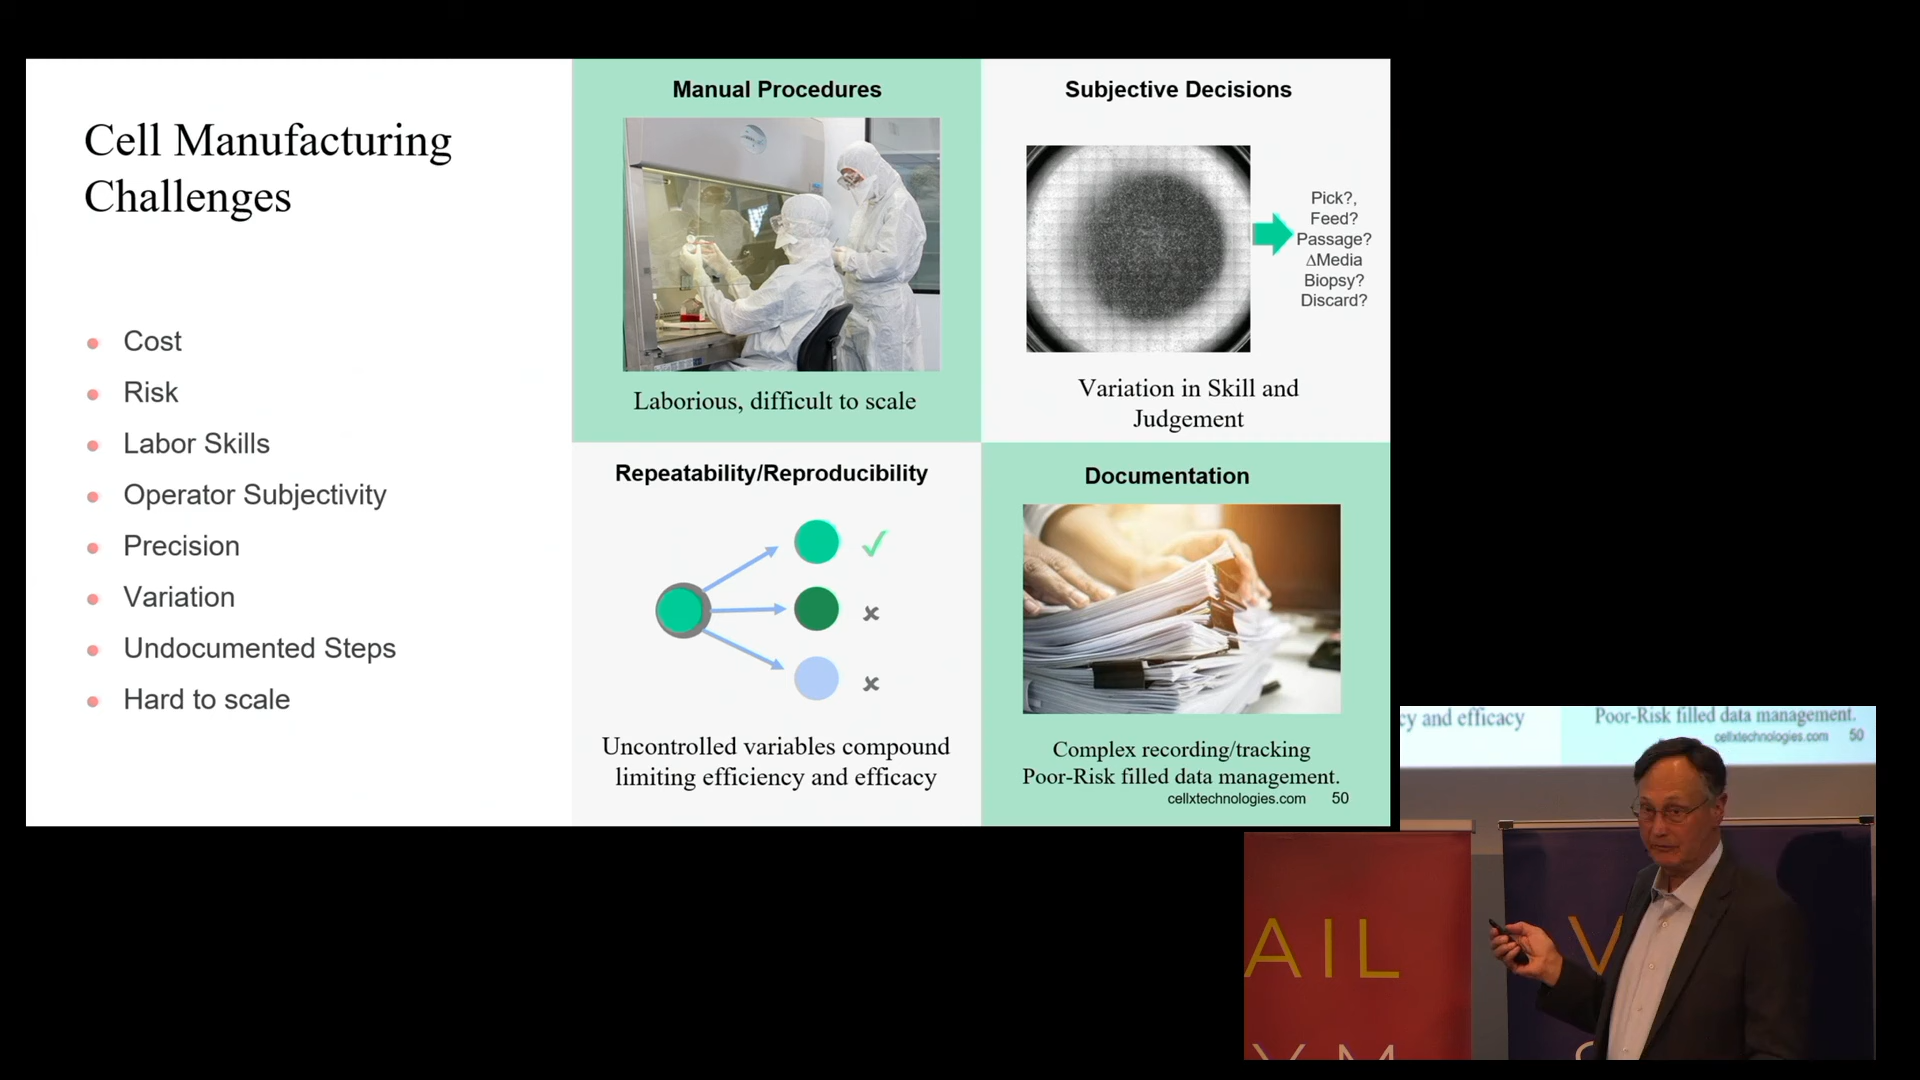 Cell Manufacturing
Challenges
Cost
Risk
Labor Skills
Operator Subjectivity
Precision
Variation
Undocumented Steps
Hard to scale
Manual Procedures
Laborious, difficult to scale
Subjective Decisions
Pick?,
Feed?
Passage?
ΔMedia
Biopsy?
Discard?
Variation in Skill and
Judgement
Repeatability/Reproducibility
Uncontrolled variables compound
limiting efficiency and efficacy
Documentation
Complex recording/tracking
Poor-Risk filled data management.
cellxtechnologies.com 50
cy and efficacy
Poor-Risk filled data management.
cellxtechnologies.com 50
AIL
V
YM
S